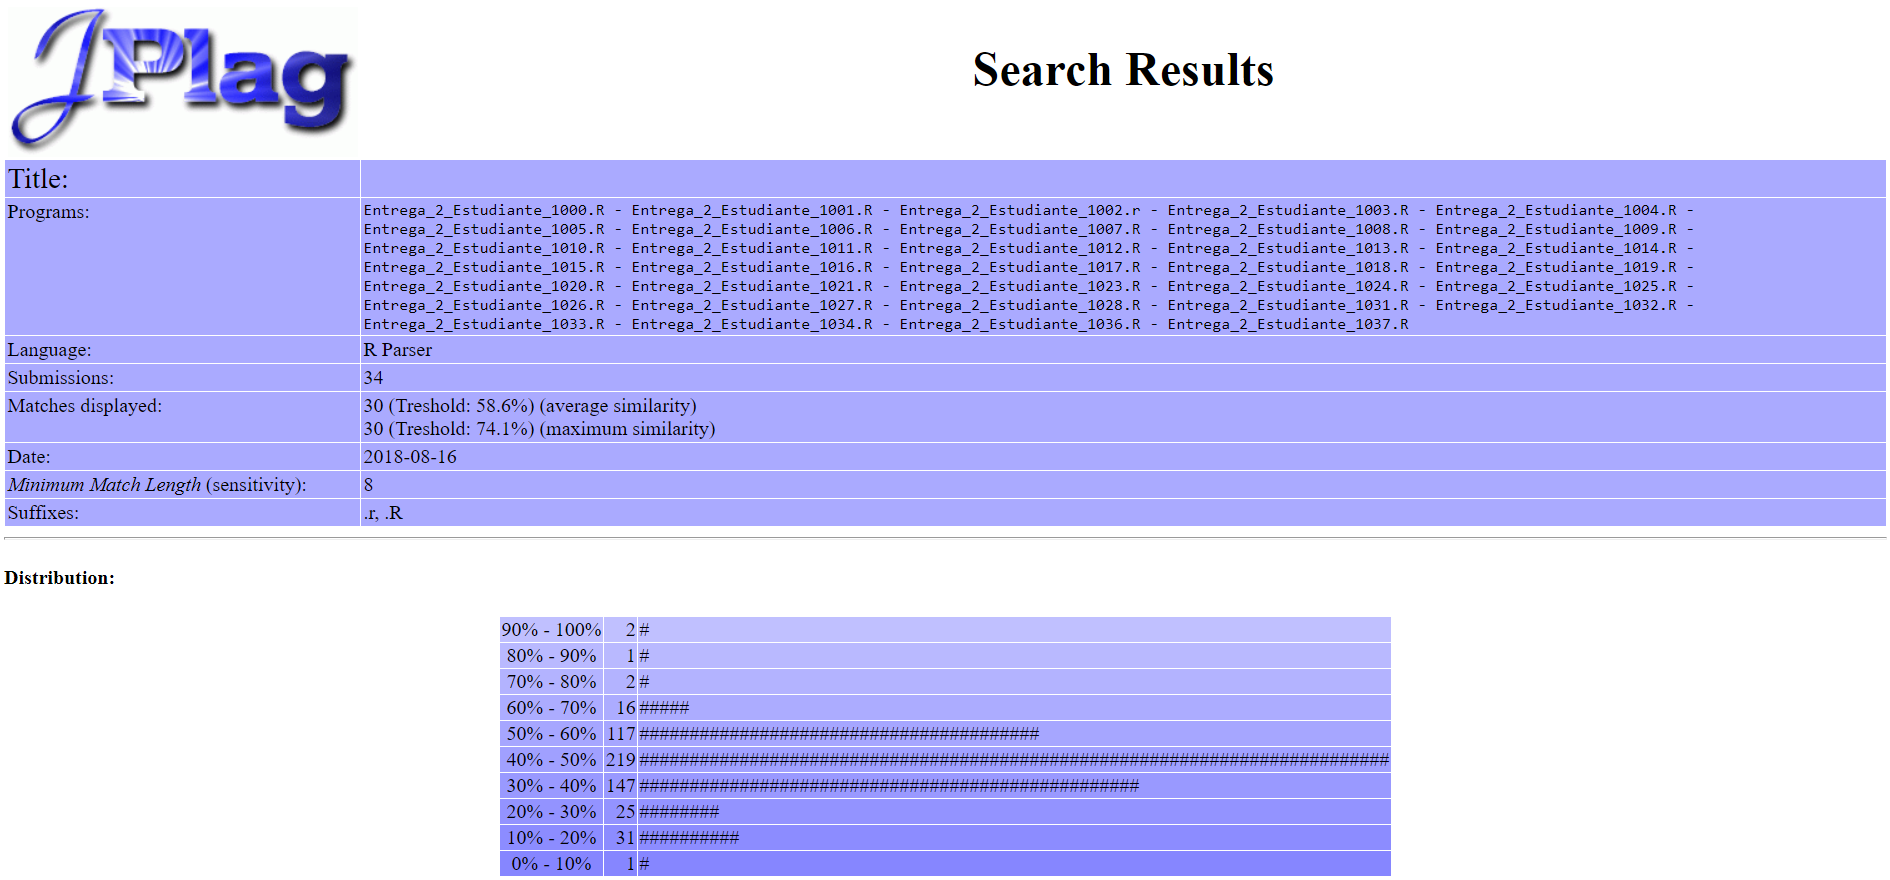 JPlag
Search Results
Title:
Programs:
Entrega_2_Estudiante_1000.R - Entrega_2_Estudiante_1001.R - Entrega_2_Estudiante_1002.r - Entrega_2_Estudiante_1003.R - Entrega_2_Estudiante_1004.R -
Entrega_2_Estudiante_1005.R - Entrega_2_Estudiante_1006.R - Entrega_2_Estudiante_1007.R - Entrega_2_Estudiante_1008.R - Entrega_2_Estudiante_1009.R -
Entrega_2_Estudiante_1010.R - Entrega_2_Estudiante_1011.R - Entrega_2_Estudiante_1012.R - Entrega_2_Estudiante_1013.R - Entrega_2_Estudiante_1014.R -
Entrega_2_Estudiante_1015.R - Entrega_2_Estudiante_1016.R - Entrega_2_Estudiante_1017.R - Entrega_2_Estudiante_1018.R - Entrega_2_Estudiante_1019.R -
Entrega_2_Estudiante_1020.R - Entrega_2_Estudiante_1021.R - Entrega_2_Estudiante_1023.R - Entrega_2_Estudiante_1024.R - Entrega_2_Estudiante_1025.R -
Entrega_2_Estudiante_1026.R - Entrega_2_Estudiante_1027.R - Entrega_2_Estudiante_1028.R - Entrega_2_Estudiante_1031.R - Entrega_2_Estudiante_1032.R -
Entrega_2_Estudiante_1033.R - Entrega_2_Estudiante_1034.R - Entrega_2_Estudiante_1036.R - Entrega_2_Estudiante_1037.R
Language: R Parser
Submissions: 34
Matches displayed: 30 (Treshold: 58.6%) (average similarity)
30 (Treshold: 74.1%) (maximum similarity)
Date: 2018-08-16
Minimum Match Length (sensitivity): 8
Suffixes: .r, .R
Distribution:
90% - 100% 2 #
80% - 90% 1 #
70% - 80% 2 #
60% - 70% 16 #####
50% - 60% 117 ########################################
40% - 50% 219 ###########################################################################
30% - 40% 147 ##################################################
20% - 30% 25 ########
10% - 20% 31 ##########
0% - 10% 1 #